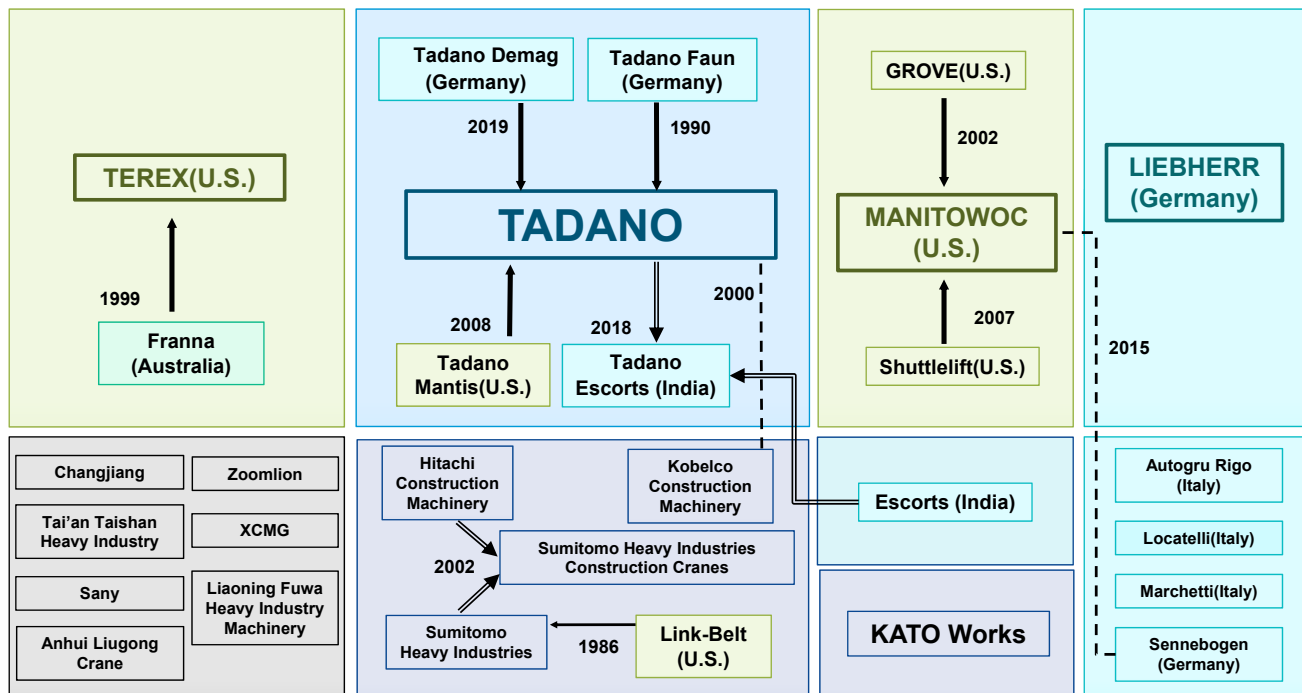 TEREX(U.S.)
1999
Franna
(Australia)
Tadano Demag
(Germany)
Tadano Faun
(Germany)
2019
1990
TADANO
2008
2018
2000
Tadano
Mantis(U.S.)
Tadano
Escorts (India)
GROVE(U.S.)
2002
MANITOWOC
(U.S.)
2007
Shuttlelift(U.S.)
LIEBHERR
(Germany)
2015
Changjiang
Zoomlion
Tai’an Taishan
Heavy Industry
XCMG
Sany
Liaoning Fuwa
Heavy Industry
Machinery
Anhui Liugong
Crane
Hitachi
Construction
Machinery
Kobelco
Construction
Machinery
2002
Sumitomo Heavy Industries
Construction Cranes
Sumitomo
Heavy Industries
1986
Link-Belt
(U.S.)
Escorts (India)
KATO Works
Autogru Rigo
(Italy)
Locatelli(Italy)
Marchetti(Italy)
Sennebogen
(Germany)